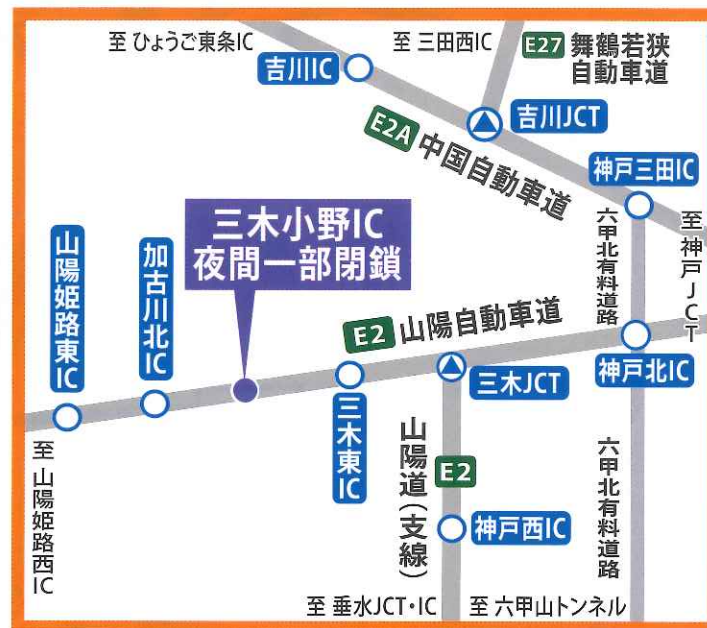 至 ひょうご東条IC
至 三田西IC
E27 舞鶴若狭
自動車道
吉川IC
吉川JCT
E2A 中国自動車道
神戸三田IC
三木小野IC
夜間一部閉鎖
山陽姫路東IC
加古川北IC
六甲北有料道路
至 神戸JCT
E2 山陽自動車道
三木東IC
三木JCT
神戸北IC
至 山陽姫路西IC
山陽道(支線)
E2
神戸西IC
六甲北有料道路
至 垂水JCT・IC
至 六甲山トンネル